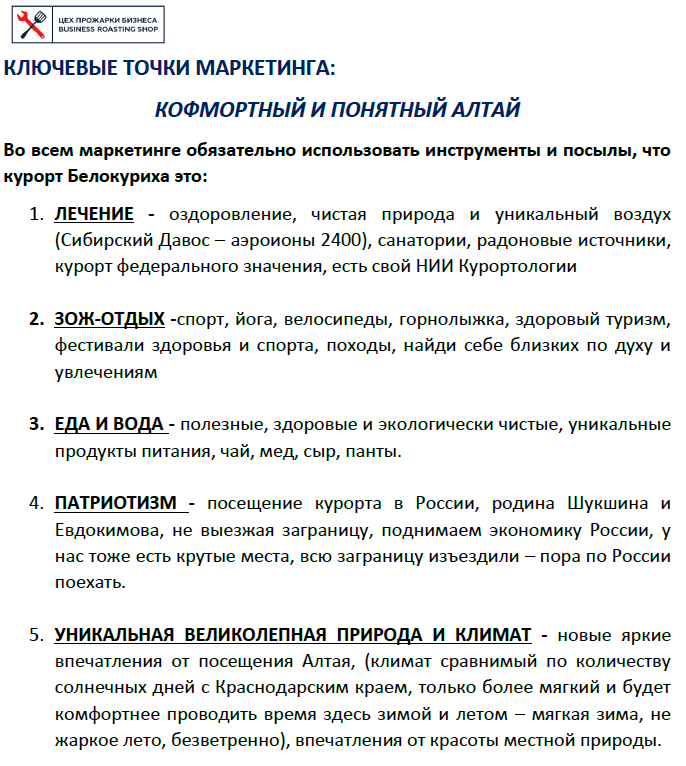 ЦЕХ ПРОЖАРКИ БИЗНЕСА
BUSINESS ROASTING SHOP
КЛЮЧЕВЫЕ ТОЧКИ МАРКЕТИНГА:
КОФМОРТНЫЙ И ПОНЯТНЫЙ АЛТАЙ
Во всем маркетинге обязательно использовать инструменты и посылы, что
курорт Белокуриха это:
1. ЛЕЧЕНИЕ - оздоровление, чистая природа и уникальный воздух
(Сибирский Давос – аэроионы 2400), санатории, радоновые источники,
курорт федерального значения, есть свой НИИ Курортологии
2. ЗОЖ-ОТДЫХ -спорт, йога, велосипеды, горнолыжка, здоровый туризм,
фестивали здоровья и спорта, походы, найди себе близких по духу и
увлечениям
3. ЕДА И ВОДА - полезные, здоровые и экологически чистые, уникальные
продукты питания, чай, мед, сыр, панты.
4. ПАТРИОТИЗМ - посещение курорта в России, родина Шукшина и
Евдокимова, не выезжая заграницу, поднимаем экономику России, у
нас тоже есть крутые места, всю заграницу изъездили – пора по России
поехать.
5. УНИКАЛЬНАЯ ВЕЛИКОЛЕПНАЯ ПРИРОДА И КЛИМАТ - новые яркие
впечатления от посещения Алтая, (климат сравнимый по количеству
солнечных дней с Краснодарским краем, только более мягкий и будет
комфортнее проводить время здесь зимой и летом – мягкая зима, не
жаркое лето, безветренно), впечатления от красоты местной природы.